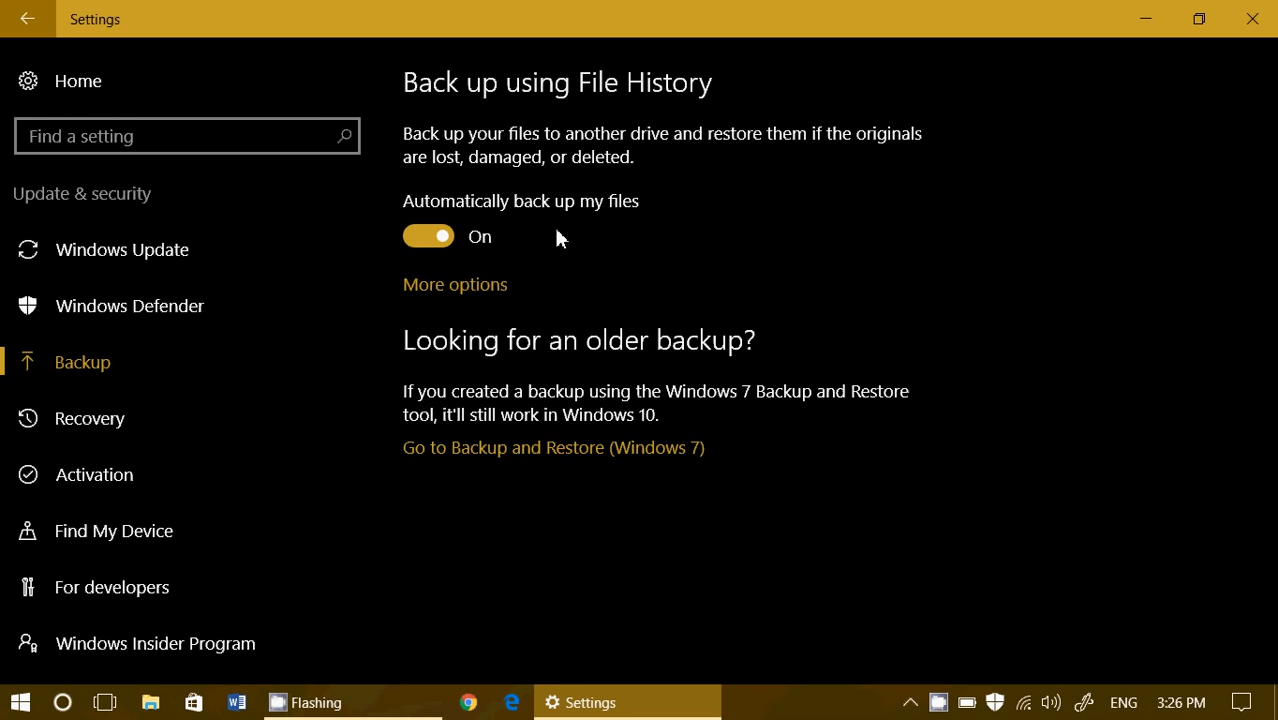 Settings
Home
Find a setting
Update & security
Windows Update
Windows Defender
Backup
Recovery
Activation
Find My Device
For developers
Windows Insider Program
Back up using File History
Back up your files to another drive and restore them if the originals
are lost, damaged, or deleted.
Automatically back up my files
On
More options
Looking for an older backup?
If you created a backup using the Windows 7 Backup and Restore
tool, it'll still work in Windows 10.
Go to Backup and Restore (Windows 7)
Flashing
Settings
ENG
3:26 PM